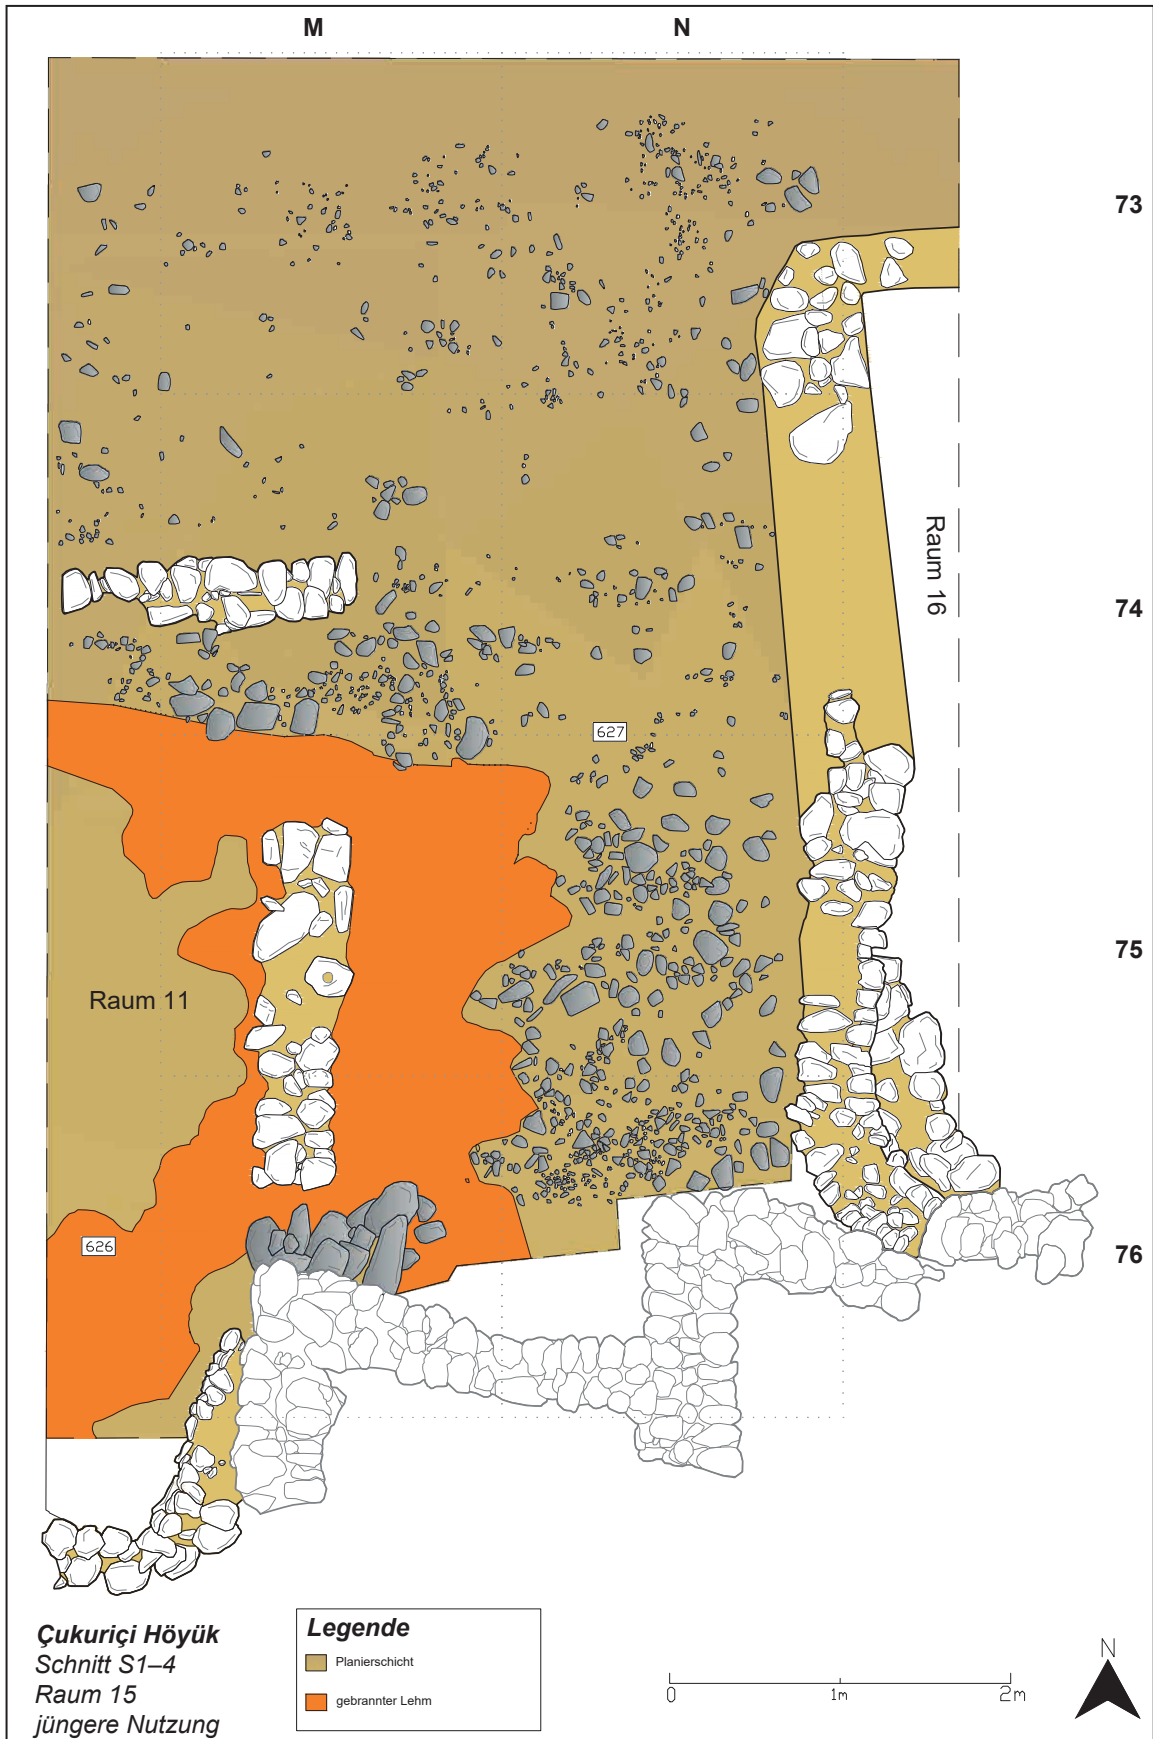 M
N
73
Raum 16
74
627
75
Raum 11
626
76
Çukuriçi Höyük
Schnitt S1–4
Raum 15
jüngere Nutzung
Legende
Planierschicht
gebrannter Lehm
0 1m 2m
N